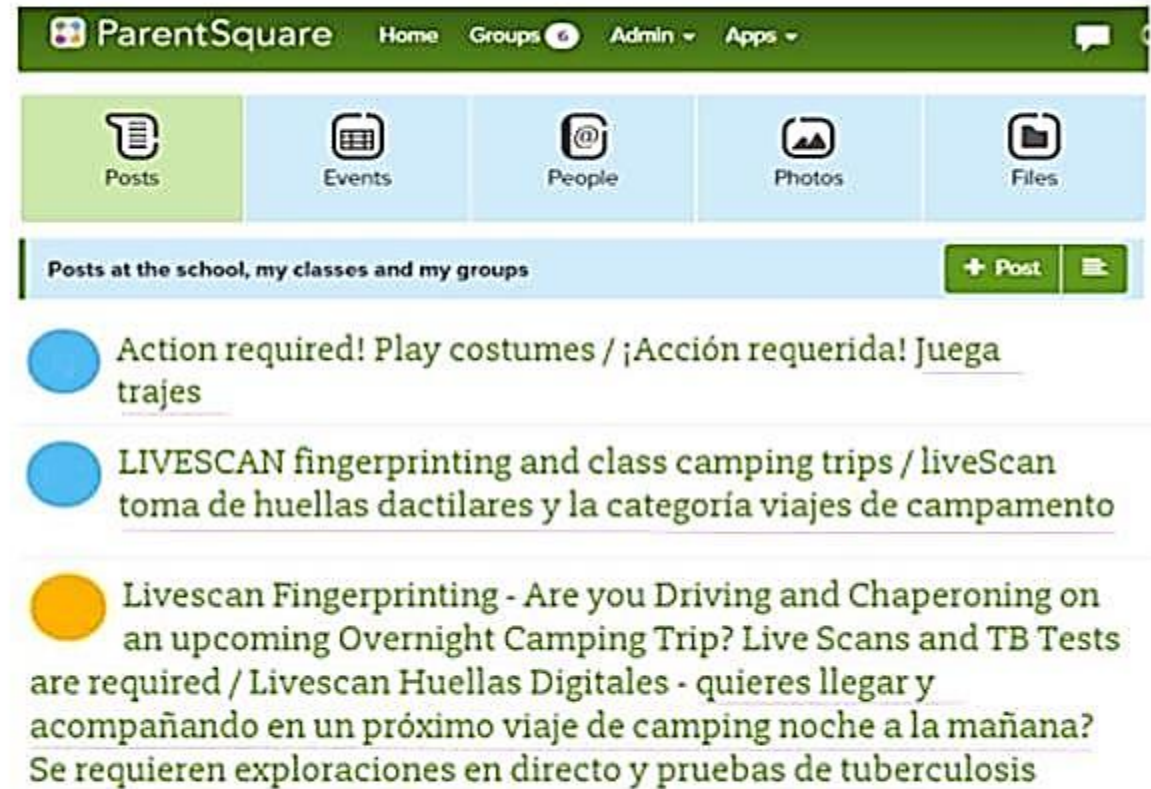 ParentSquare Home Groups 6 Admin Apps
Posts Events People Photos Files
Posts at the school, my classes and my groups + Post
Action required! Play costumes / ¡Acción requerida! Juega
trajes
LIVESCAN fingerprinting and class camping trips / liveScan
toma de huellas dactilares y la categoría viajes de campamento
Livescan Fingerprinting - Are you Driving and Chaperoning on
an upcoming Overnight Camping Trip? Live Scans and TB Tests
are required / Livescan Huellas Digitales - quieres llegar y
acompañando en un próximo viaje de camping noche a la mañana?
Se requieren exploraciones en directo y pruebas de tuberculosis